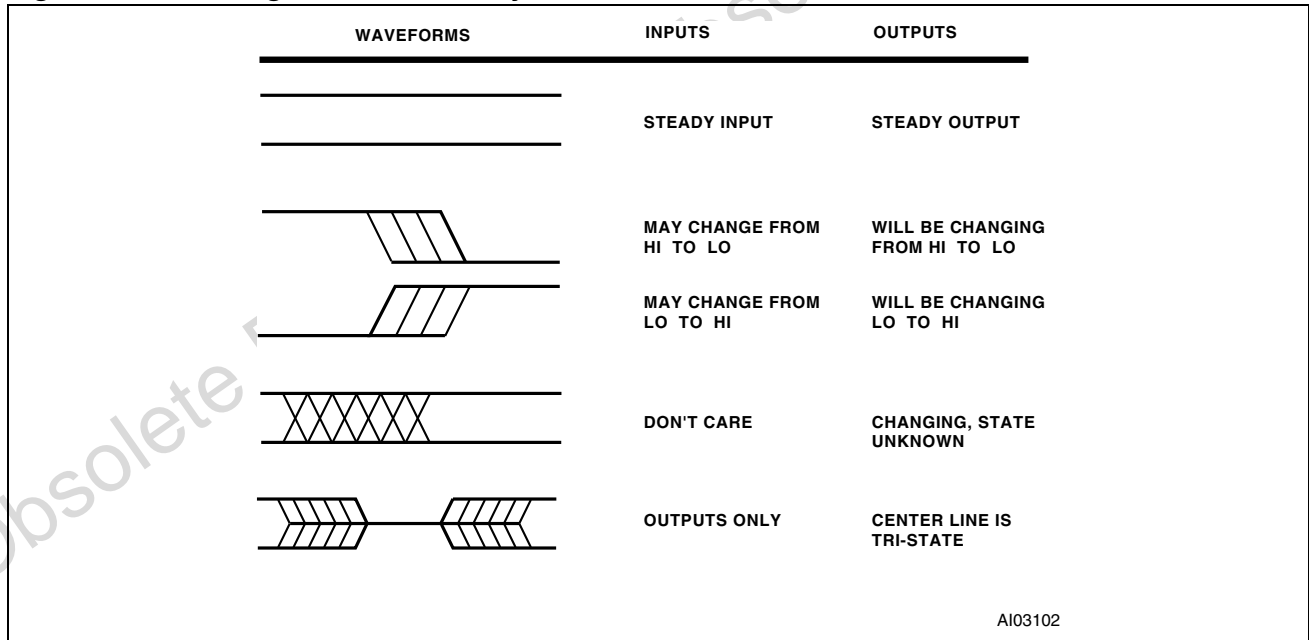 WAVEFORMS INPUTS OUTPUTS
STEADY INPUT STEADY OUTPUT
MAY CHANGE FROM HI TO LO WILL BE CHANGING FROM HI TO LO
MAY CHANGE FROM LO TO HI WILL BE CHANGING LO TO HI
DON'T CARE CHANGING, STATE UNKNOWN
OUTPUTS ONLY CENTER LINE IS TRI-STATE
AI03102